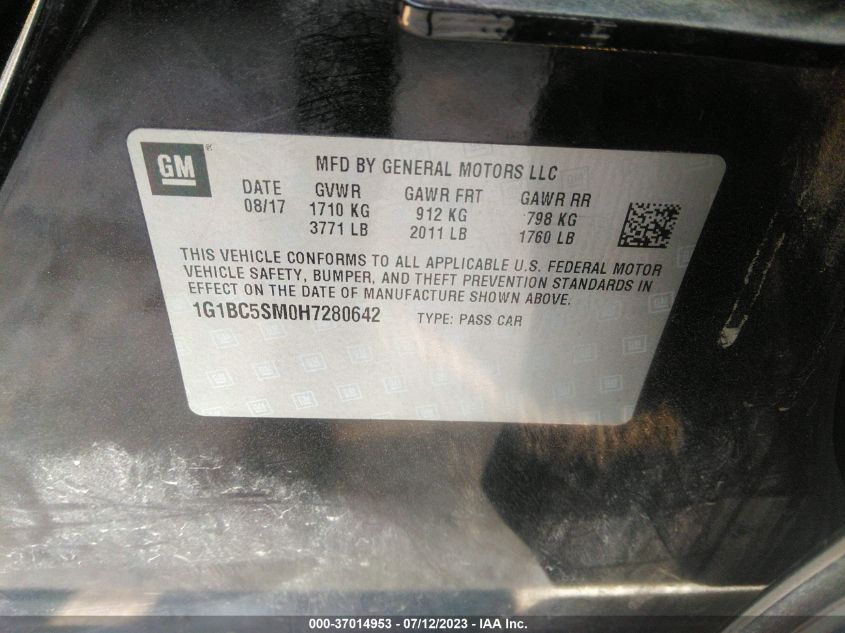 GM
MFD BY GENERAL MOTORS LLC
DATE GVWR GAWR FRT GAWR RR
08/17 1710 KG 912 KG 798 KG
3771 LB 2011 LB 1760 LB
THIS VEHICLE CONFORMS TO ALL APPLICABLE U.S. FEDERAL MOTOR
VEHICLE SAFETY, BUMPER, AND THEFT PREVENTION STANDARDS IN
EFFECT ON THE DATE OF MANUFACTURE SHOWN ABOVE.
1G1BC5SM0H7280642 TYPE: PASS CAR
000-37014953 - 07/12/2023 - IAA Inc.